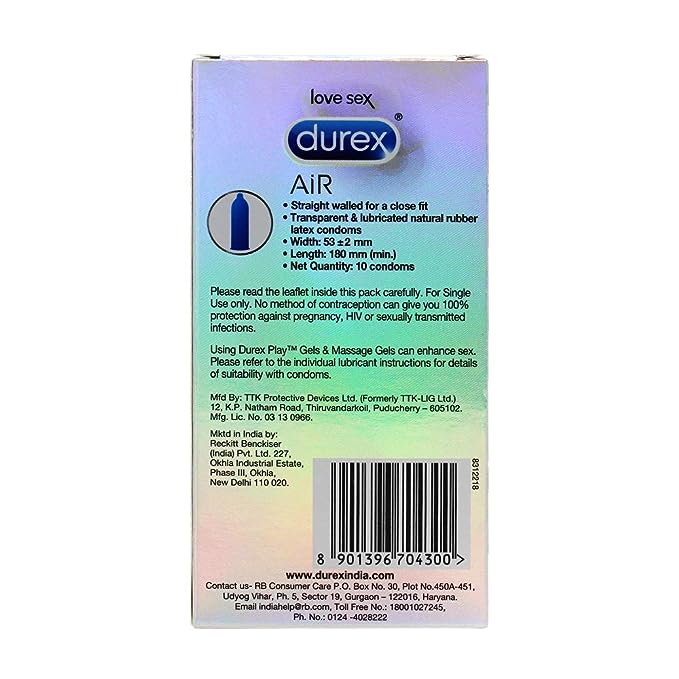 love sex
durex®
AiR
• Straight walled for a close fit
• Transparent & lubricated natural rubber
latex condoms
• Width: 53 ±2 mm
• Length: 180 mm (min.)
• Net Quantity: 10 condoms
Please read the leaflet inside this pack carefully. For Single
Use only. No method of contraception can give you 100%
protection against pregnancy, HIV or sexually transmitted
infections.
Using Durex Play™ Gels & Massage Gels can enhance sex.
Please refer to the individual lubricant instructions for details
of suitability with condoms.
Mfd By: TTK Protective Devices Ltd. (Formerly TTK-LIG Ltd.)
12, K.P. Natham Road, Thiruvandarkoil, Puducherry – 605102.
Mfg. Lic. No. 03 13 0966.
Mktd in India by:
Reckitt Benckiser
(India) Pvt. Ltd. 227,
Okhla Industrial Estate,
Phase III, Okhla,
New Delhi 110 020.
8312218
8 901396 704300>
www.durexindia.com
Contact us- RB Consumer Care P.O. Box No. 30, Plot No.450A-451,
Udyog Vihar, Ph. 5, Sector 19, Gurgaon – 122016, Haryana.
Email indiahelp@rb.com, Toll Free No.: 18001027245,
Ph. No.: 0124 -4028222